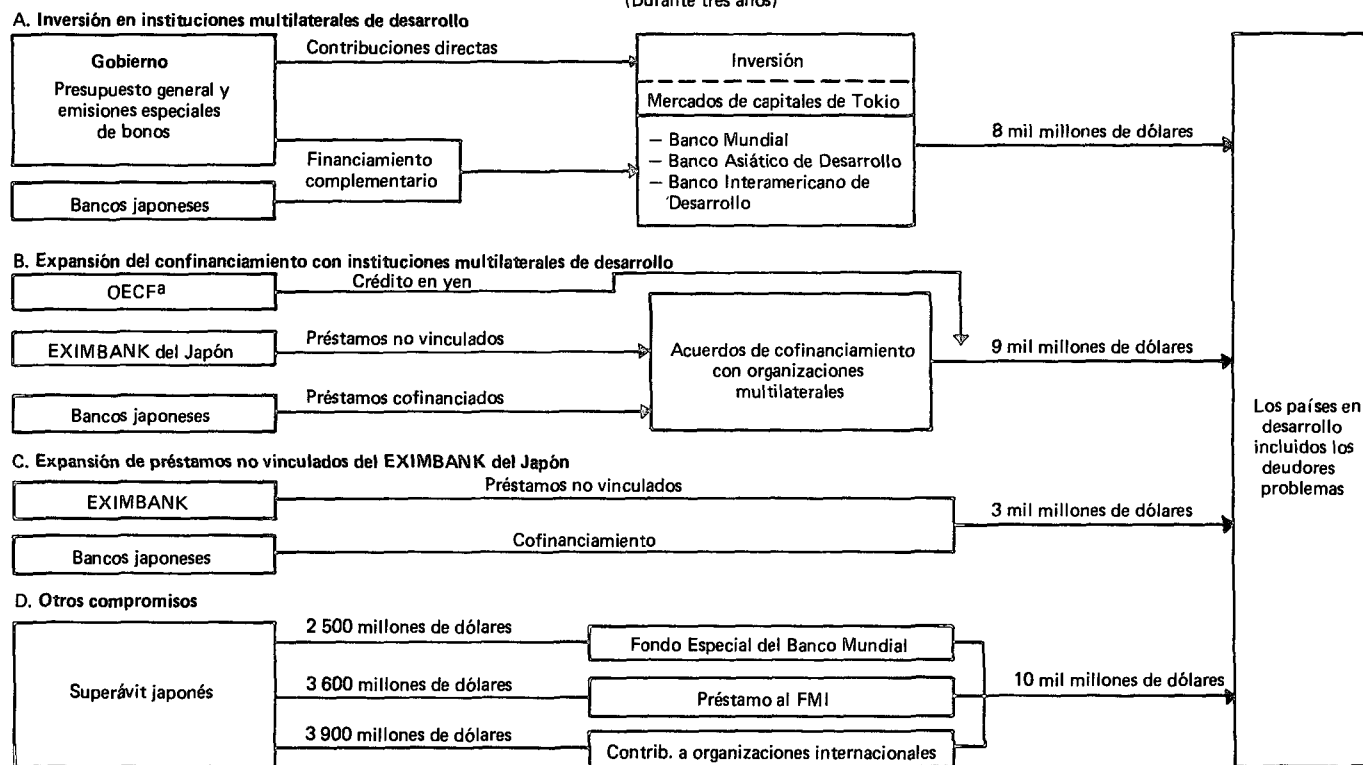 (Durante tres años)
A. Inversión en instituciones multilaterales de desarrollo
Gobierno
Presupuesto general y
emisiones especiales
de bonos
Bancos japoneses
Contribuciones directas
Financiamiento
complementario
Inversión
Mercados de capitales de Tokio
— Banco Mundial
— Banco Asiático de Desarrollo
— Banco Interamericano de
Desarrollo
8 mil millones de dólares
B. Expansión del confinanciamiento con instituciones multilaterales de desarrollo
OECFa
Crédito en yen
EXIMBANK del Japón
Préstamos no vinculados
Bancos japoneses
Préstamos cofinanciados
Acuerdos de cofinanciamiento
con organizaciones
multilaterales
9 mil millones de dólares
C. Expansión de préstamos no vinculados del EXIMBANK del Japón
EXIMBANK
Préstamos no vinculados
Bancos japoneses
Cofinanciamiento
3 mil millones de dólares
D. Otros compromisos
Superávit japonés
2 500 millones de dólares
Fondo Especial del Banco Mundial
3 600 millones de dólares
Préstamo al FMI
3 900 millones de dólares
Contrib. a organizaciones internacionales
10 mil millones de dólares
Los países en
desarrollo
incluidos los
deudores
problemas